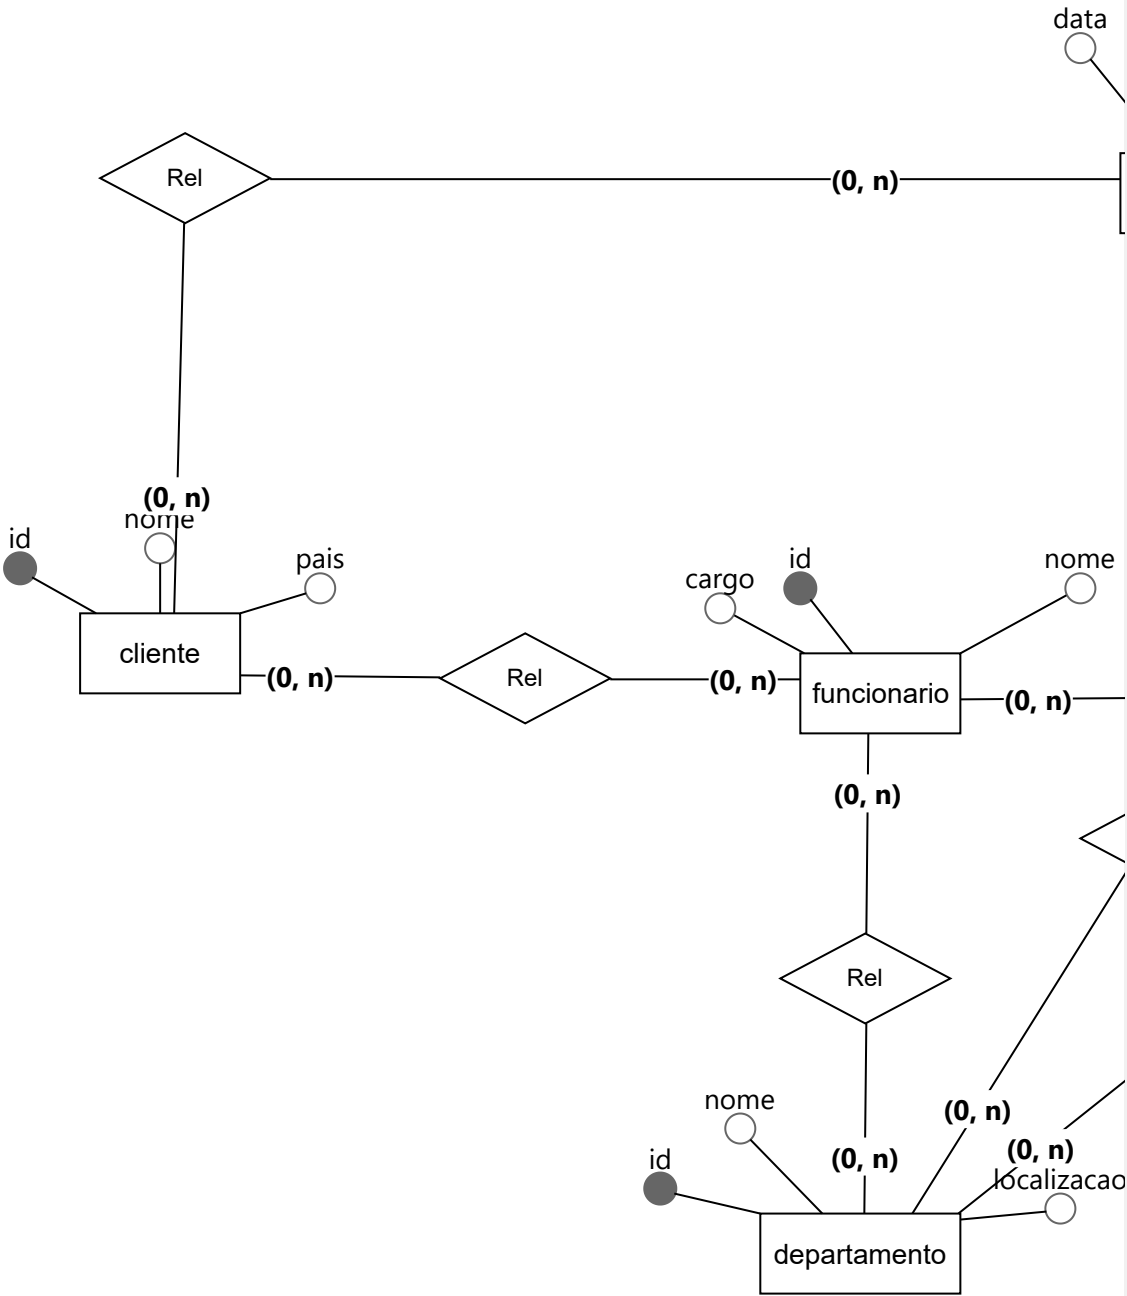 data
Rel
(0, n)
(0, n)
nome
id
pais
cliente
(0, n)
Rel
(0, n)
cargo
id
nome
funcionario
(0, n)
(0, n)
Rel
(0, n)
(0, n)
(0, n)
nome
id
localizacao
departamento